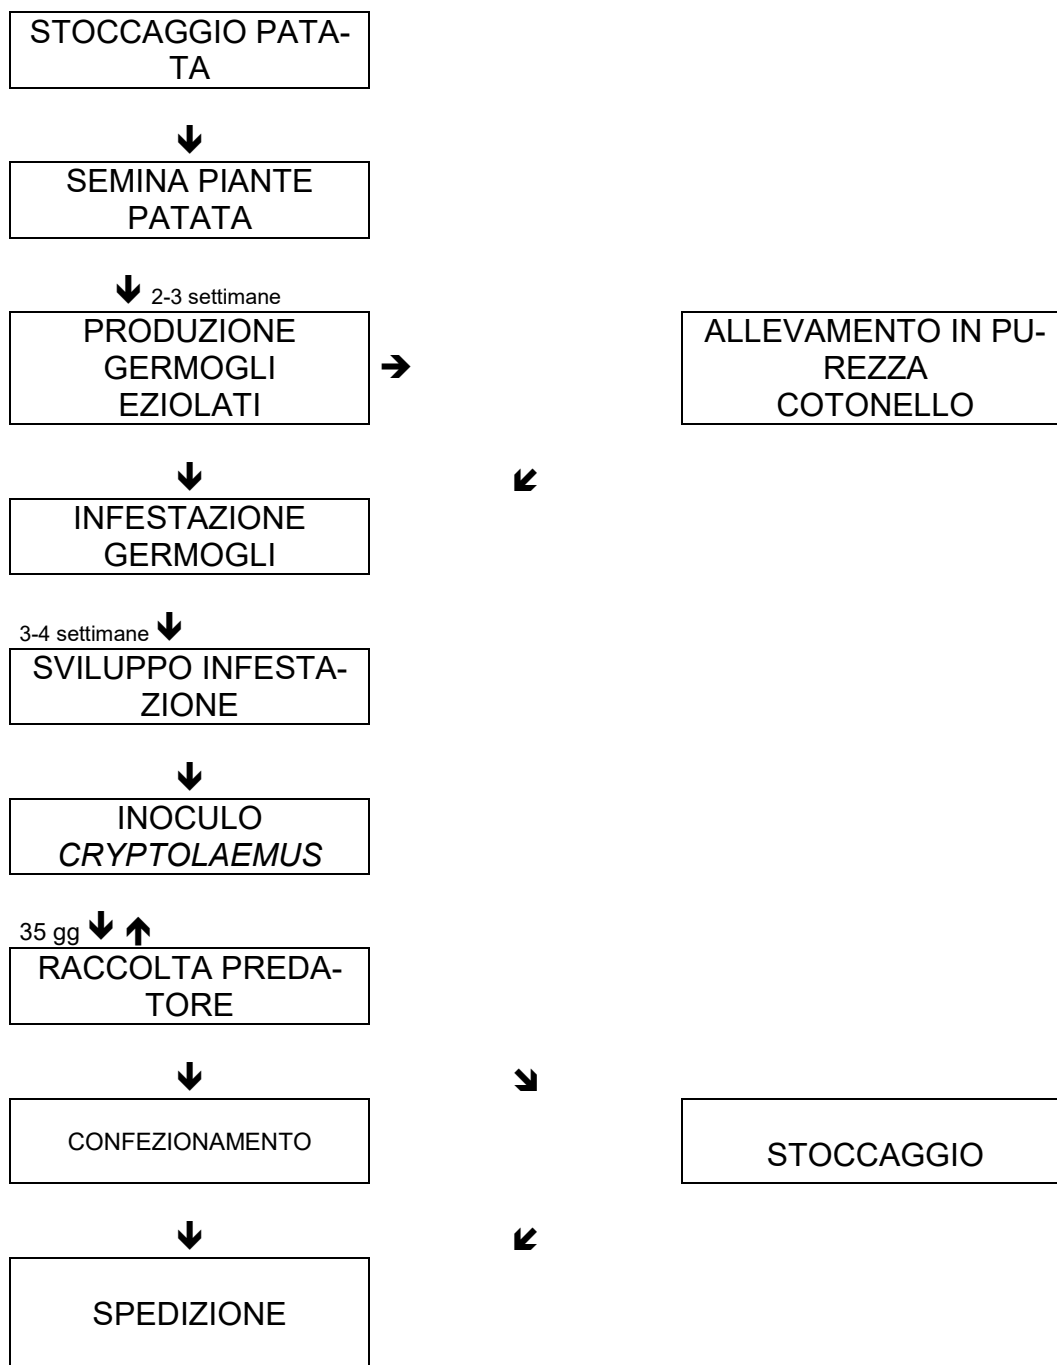 STOCCAGGIO PATA-
TA
🡻
SEMINA PIANTE
PATATA
🡻 2-3 settimane
PRODUZIONE
GERMOGLI
EZIOLATI
➔
ALLEVAMENTO IN PU-
REZZA
COTONELLO
🡻
🡿
INFESTAZIONE
GERMOGLI
3-4 settimane 🡻
SVILUPPO INFESTA-
ZIONE
🡻
INOCULO
CRYPTOLAEMUS
35 gg 🡻 🡹
RACCOLTA PREDA-
TORE
🡻
🡾
CONFEZIONAMENTO
STOCCAGGIO
🡻
🡿
SPEDIZIONE